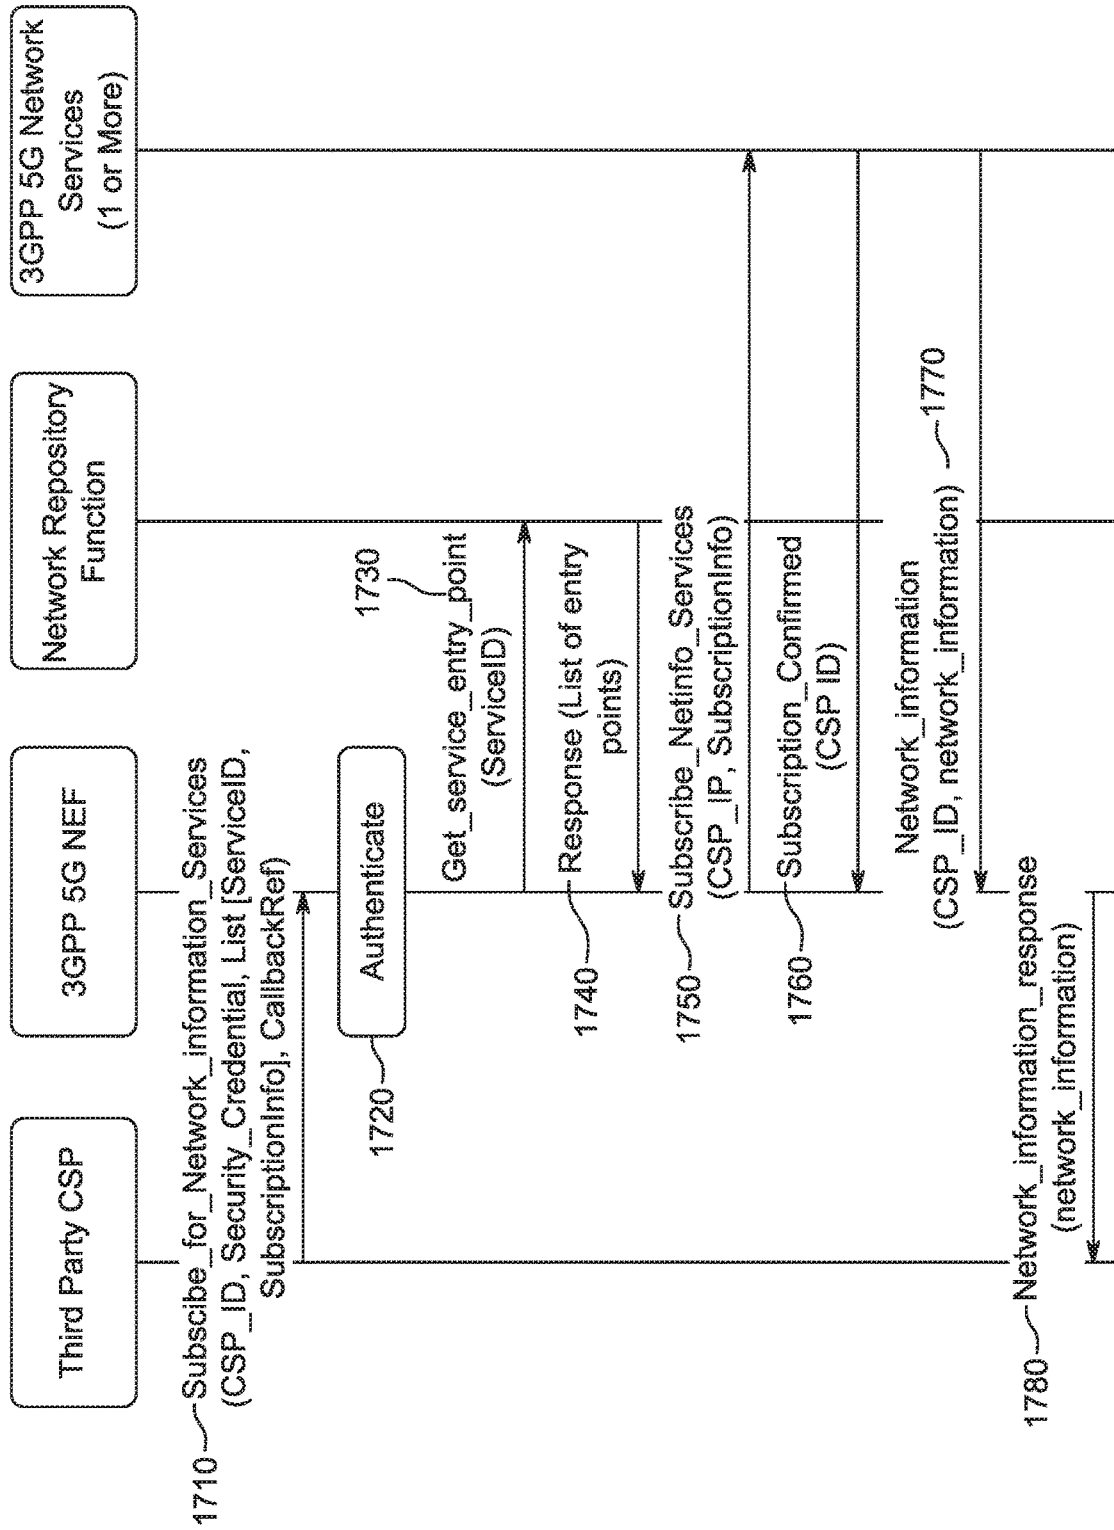 Third Party CSP
3GPP 5G NEF
Network Repository
Function
3GPP 5G Network
Services
(1 or More)
1710
Subscibe_for_Network_information_Services
(CSP_ID, Security_Credential, List [ServiceID,
SubscriptionInfo], CallbackRef)
1720
Authenticate
1730
Get_service_entry_point
(ServiceID)
1740
Response (List of entry
points)
1750
Subscribe_Netinfo_Services
(CSP_IP, SubscriptionInfo)
1760
Subscription_Confirmed
(CSP ID)
Network_information
(CSP_ID, network_information)
1770
1780
Network_information_response
(network_information)